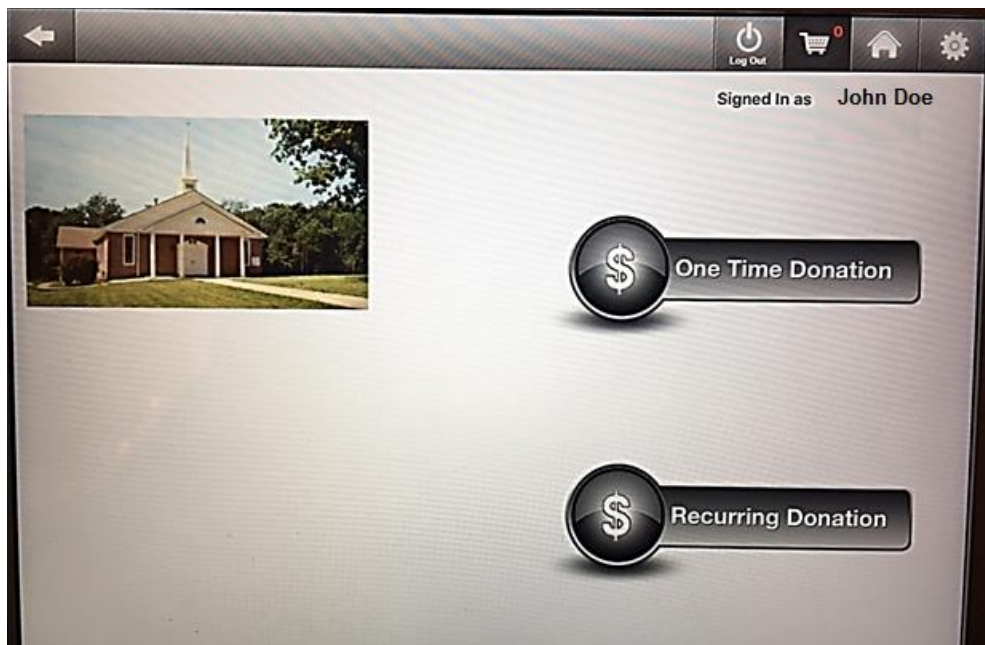 0
Log Out
Signed In as John Doe
One Time Donation
Recurring Donation